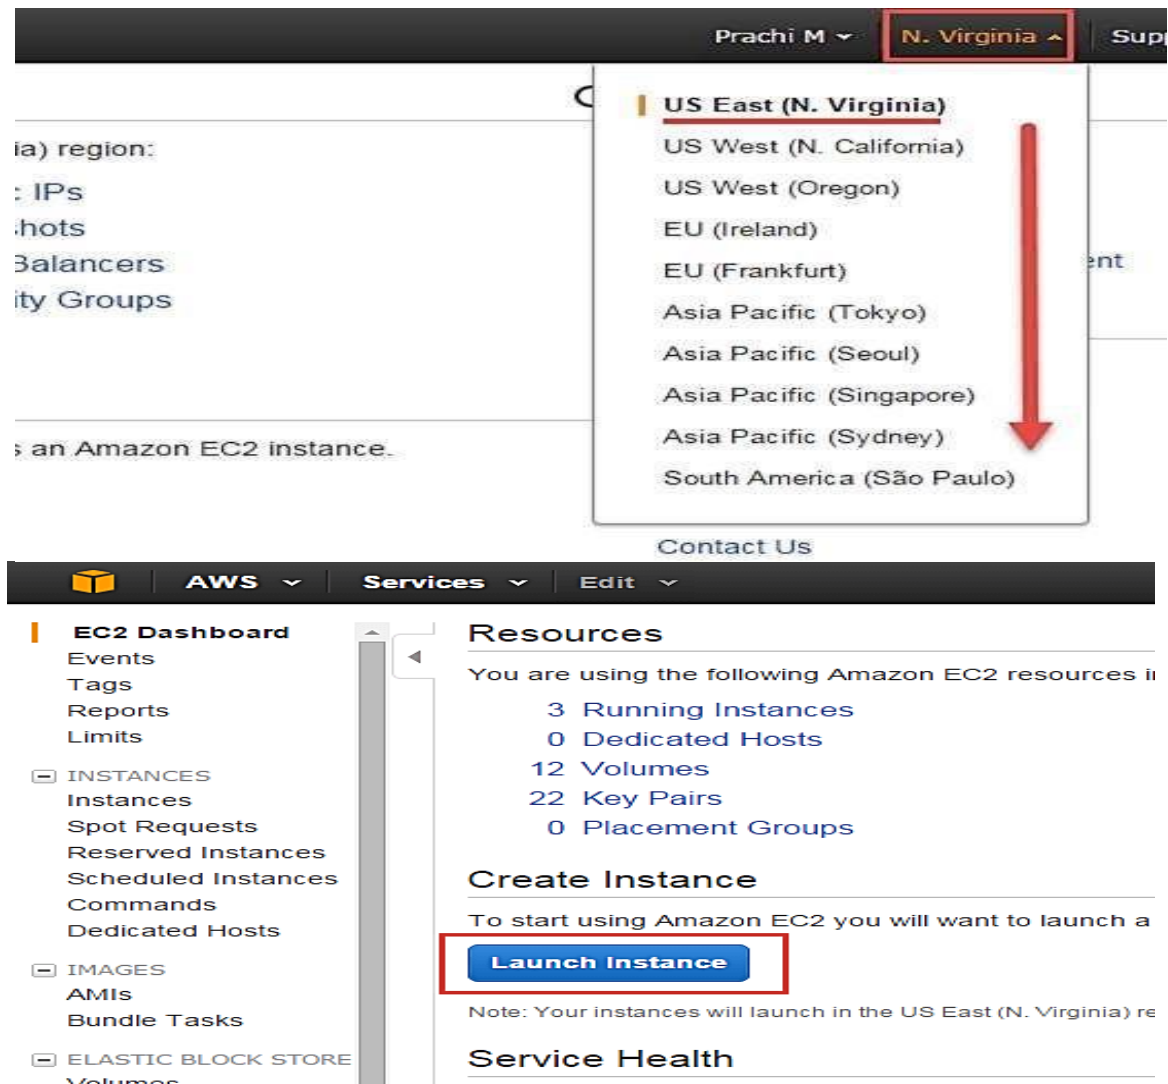 Prachi M N. Virginia
US East (N. Virginia)
US West (N. California)
US West (Oregon)
EU (Ireland)
EU (Frankfurt)
Asia Pacific (Tokyo)
Asia Pacific (Seoul)
Asia Pacific (Singapore)
Asia Pacific (Sydney)
South America (São Paulo)
ia) region:
IPs
hots
Balancers
ity Groups
s an Amazon EC2 instance.
ent
Contact Us
AWS Services Edit
EC2 Dashboard
Events
Tags
Reports
Limits
INSTANCES
Instances
Spot Requests
Reserved Instances
Scheduled Instances
Commands
Dedicated Hosts
IMAGES
AMIs
Bundle Tasks
ELASTIC BLOCK STORE
Volumes
Resources
You are using the following Amazon EC2 resources i
3 Running Instances
0 Dedicated Hosts
12 Volumes
22 Key Pairs
0 Placement Groups
Create Instance
To start using Amazon EC2 you will want to launch a
Launch Instance
Note: Your instances will launch in the US East (N. Virginia) re
Service Health